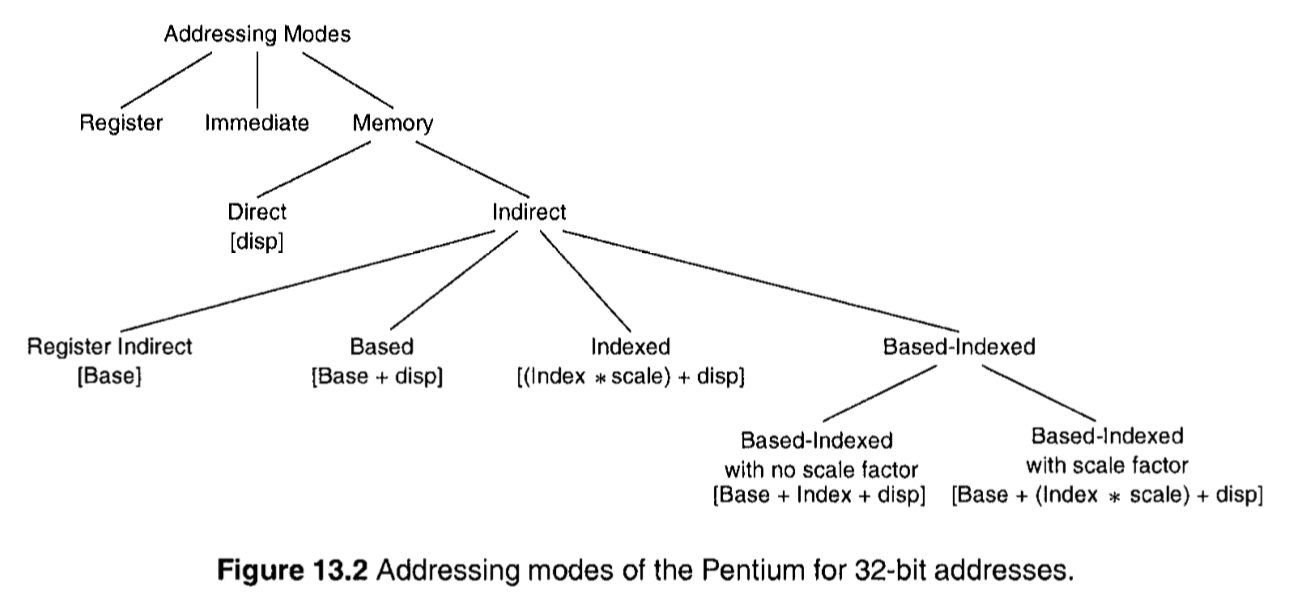 Addressing Modes
Register Immediate Memory
Direct Indirect
[disp]
Register Indirect Based Indexed Based-Indexed
[Base] [Base + disp] [(Index * scale) + disp]
Based-Indexed
with no scale factor
[Base + Index + disp]
Based-Indexed
with scale factor
[Base + (Index * scale) + disp]
Figure 13.2 Addressing modes of the Pentium for 32-bit addresses.